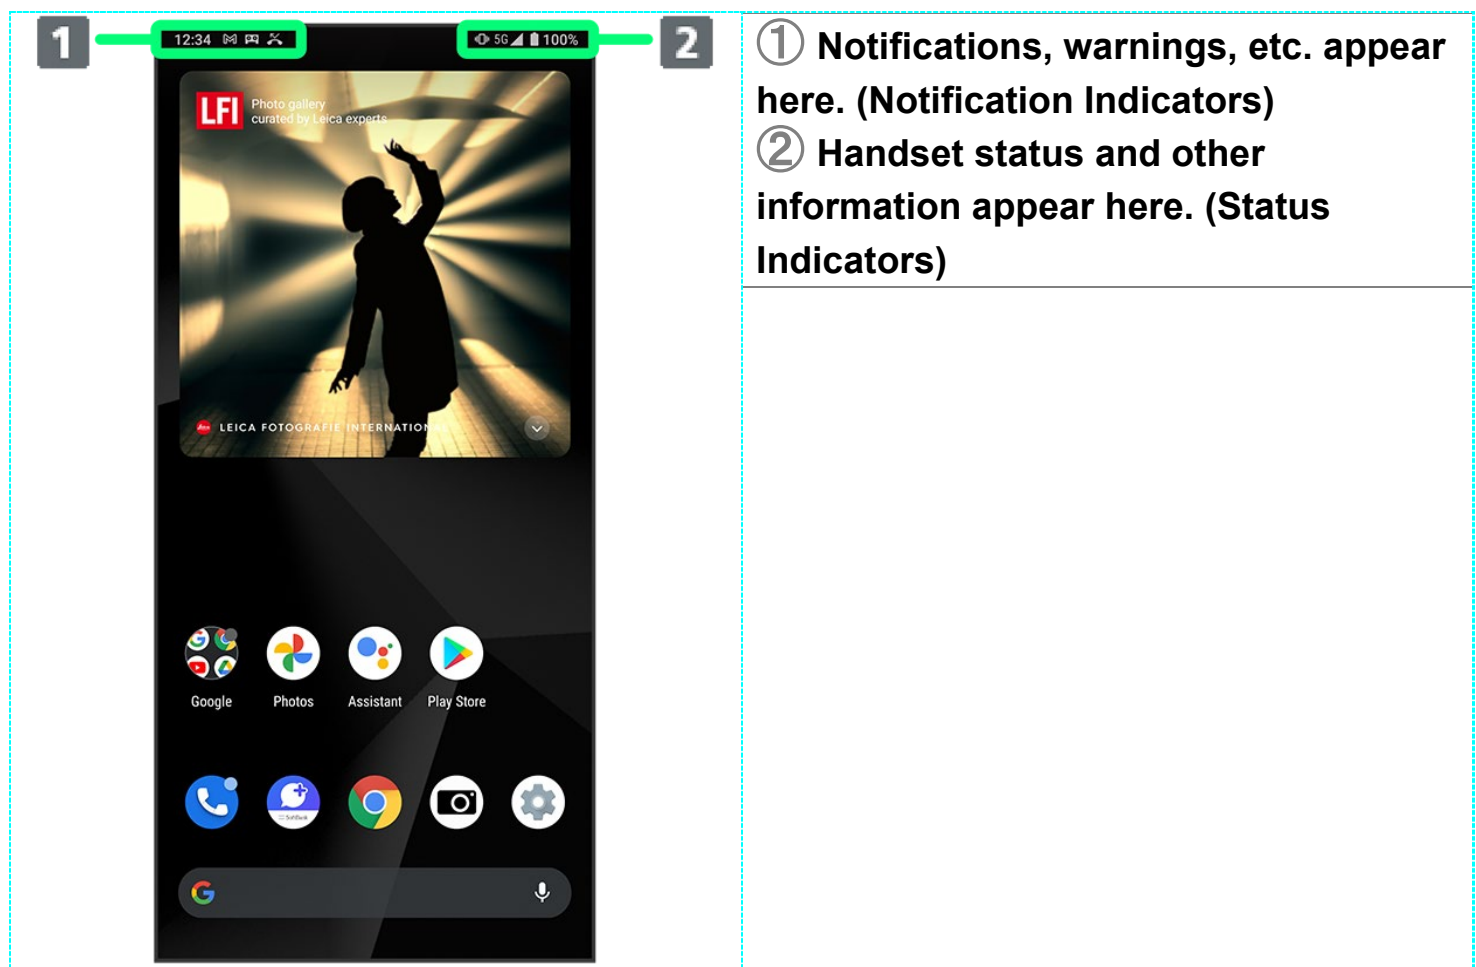 1
12:34
5G 100%
2
LFI
Photo gallery
curated by Leica experts
LEICA FOTOGRAFIE INTERNATIONAL
Google
Photos
Assistant
Play Store
SoftBank
① Notifications, warnings, etc. appear
here. (Notification Indicators)
② Handset status and other
information appear here. (Status
Indicators)